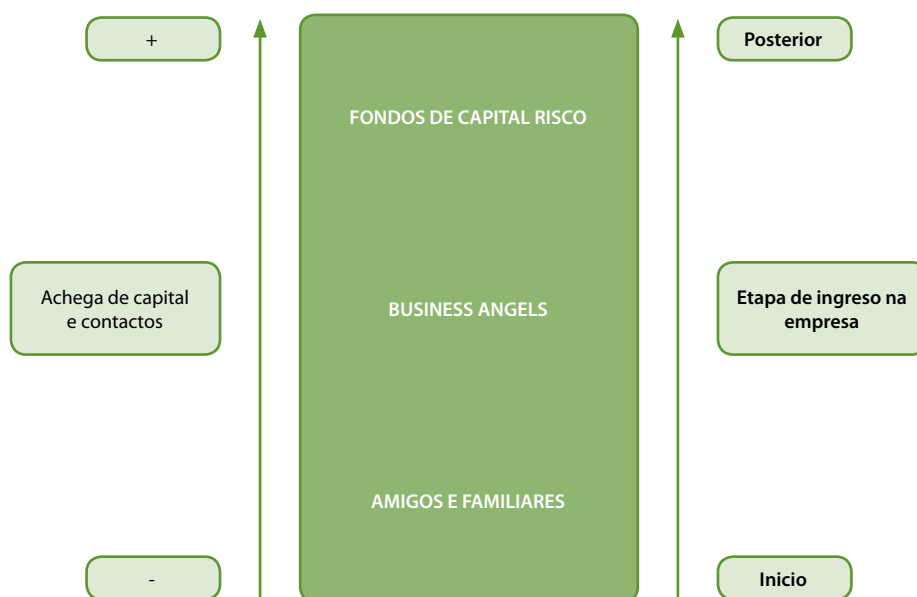 +
Posterior
FONDOS DE CAPITAL RISCO
Achega de capital
e contactos
BUSINESS ANGELS
Etapa de ingreso na
empresa
AMIGOS E FAMILIARES
-
Inicio